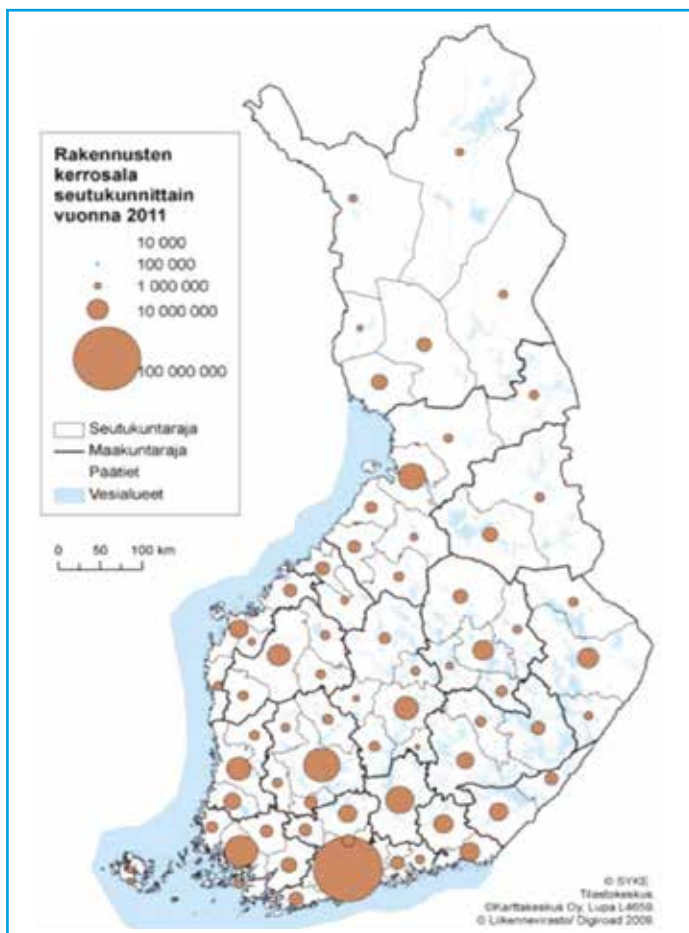 Rakennusten
kerrosala
seutukunnittain
vuonna 2011
10 000
100 000
1 000 000
10 000 000
100 000 000
Seutukuntaraja
Maakuntaraja
Päätiet
Vesialueet
0 50 100 km
© SYKE
Tilastokeskus
©Karttakeskus Oy, Lupa L4659
© Liikennevirasto/ Digiroad 2009